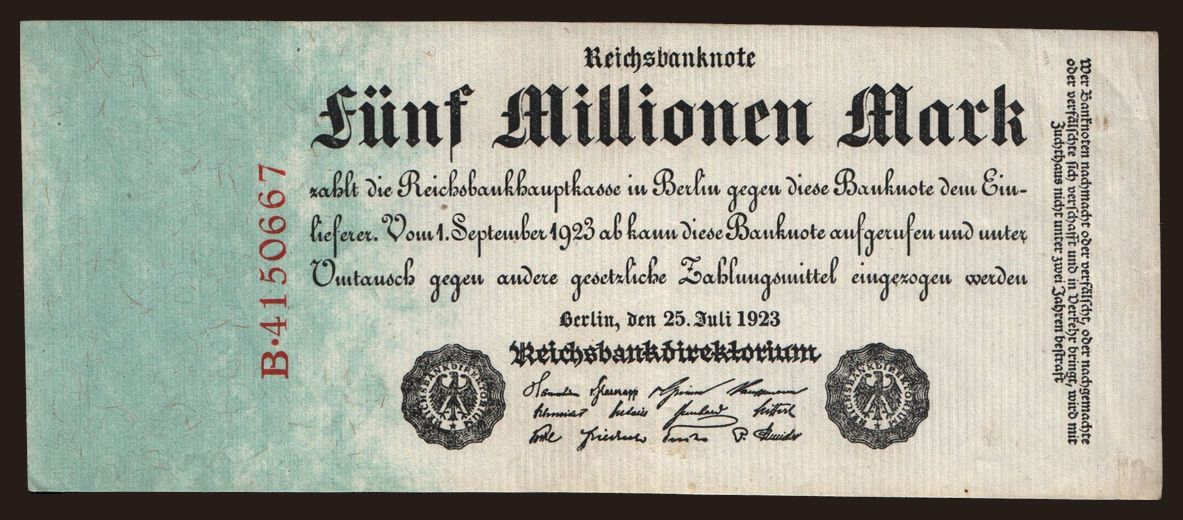 Reichsbanknote
Fünf Millionen Mark
zahlt die Reichsbankhauptkasse in Berlin gegen diese Banknote dem Ein-
lieferer. Vom 1. September 1923 ab kann diese Banknote aufgerufen und unter
Umtausch gegen andere gesetzliche Zahlungsmittel eingezogen werden
Berlin, den 25. Juli 1923
Reichsbankdirektorium
B·4150667
Wer Banknoten nachmacht oder verfälscht, oder nachgemachte
oder verfälschte sich verschafft und in Verkehr bringt, wird mit
Zuchthaus nicht unter zwei Jahren bestraft
REICHSBANKDIREKTORIUM
REICHSBANKDIREKTORIUM